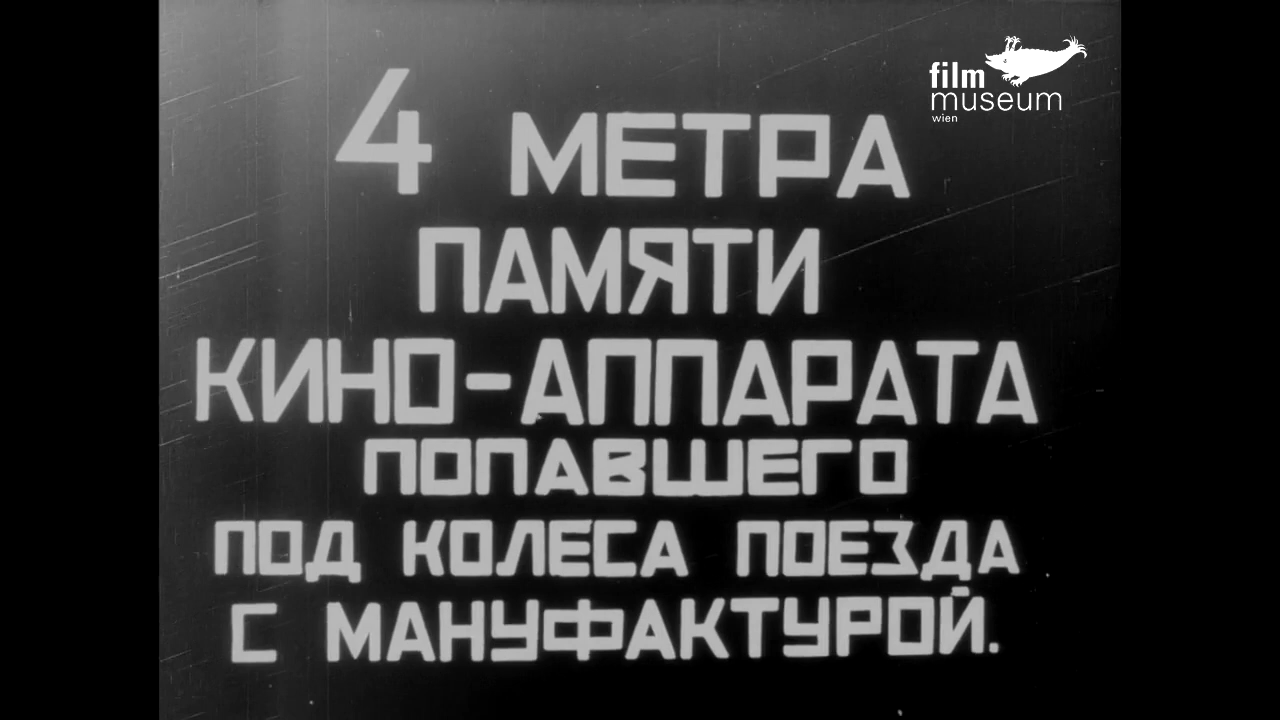 film
museum
wien
4 МЕТРА
ПАМЯТИ
КИНО-АППАРАТА
ПОПАВШЕГО
ПОД КОЛЕСА ПОЕЗДА
С МАНУФАКТУРОЙ.